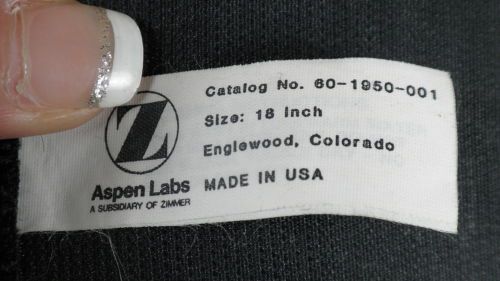 Z
Aspen Labs
A SUBSIDIARY OF ZIMMER
Catalog No. 60-1950-001
Size: 18 inch
Englewood, Colorado
MADE IN USA